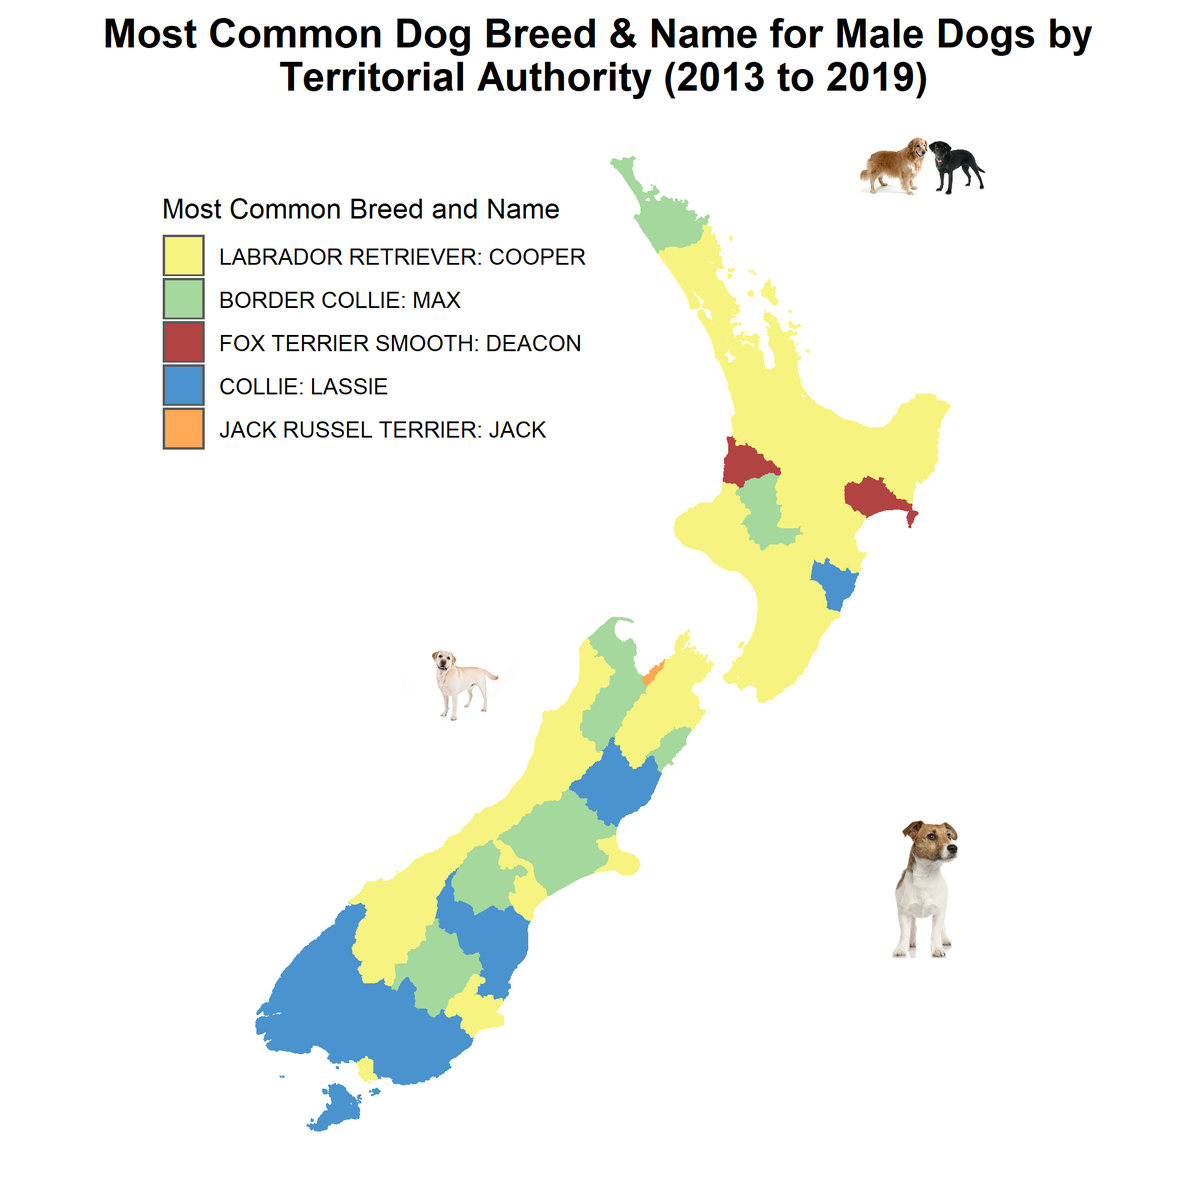 Most Common Dog Breed & Name for Male Dogs by
Territorial Authority (2013 to 2019)
Most Common Breed and Name
LABRADOR RETRIEVER: COOPER
BORDER COLLIE: MAX
FOX TERRIER SMOOTH: DEACON
COLLIE: LASSIE
JACK RUSSEL TERRIER: JACK